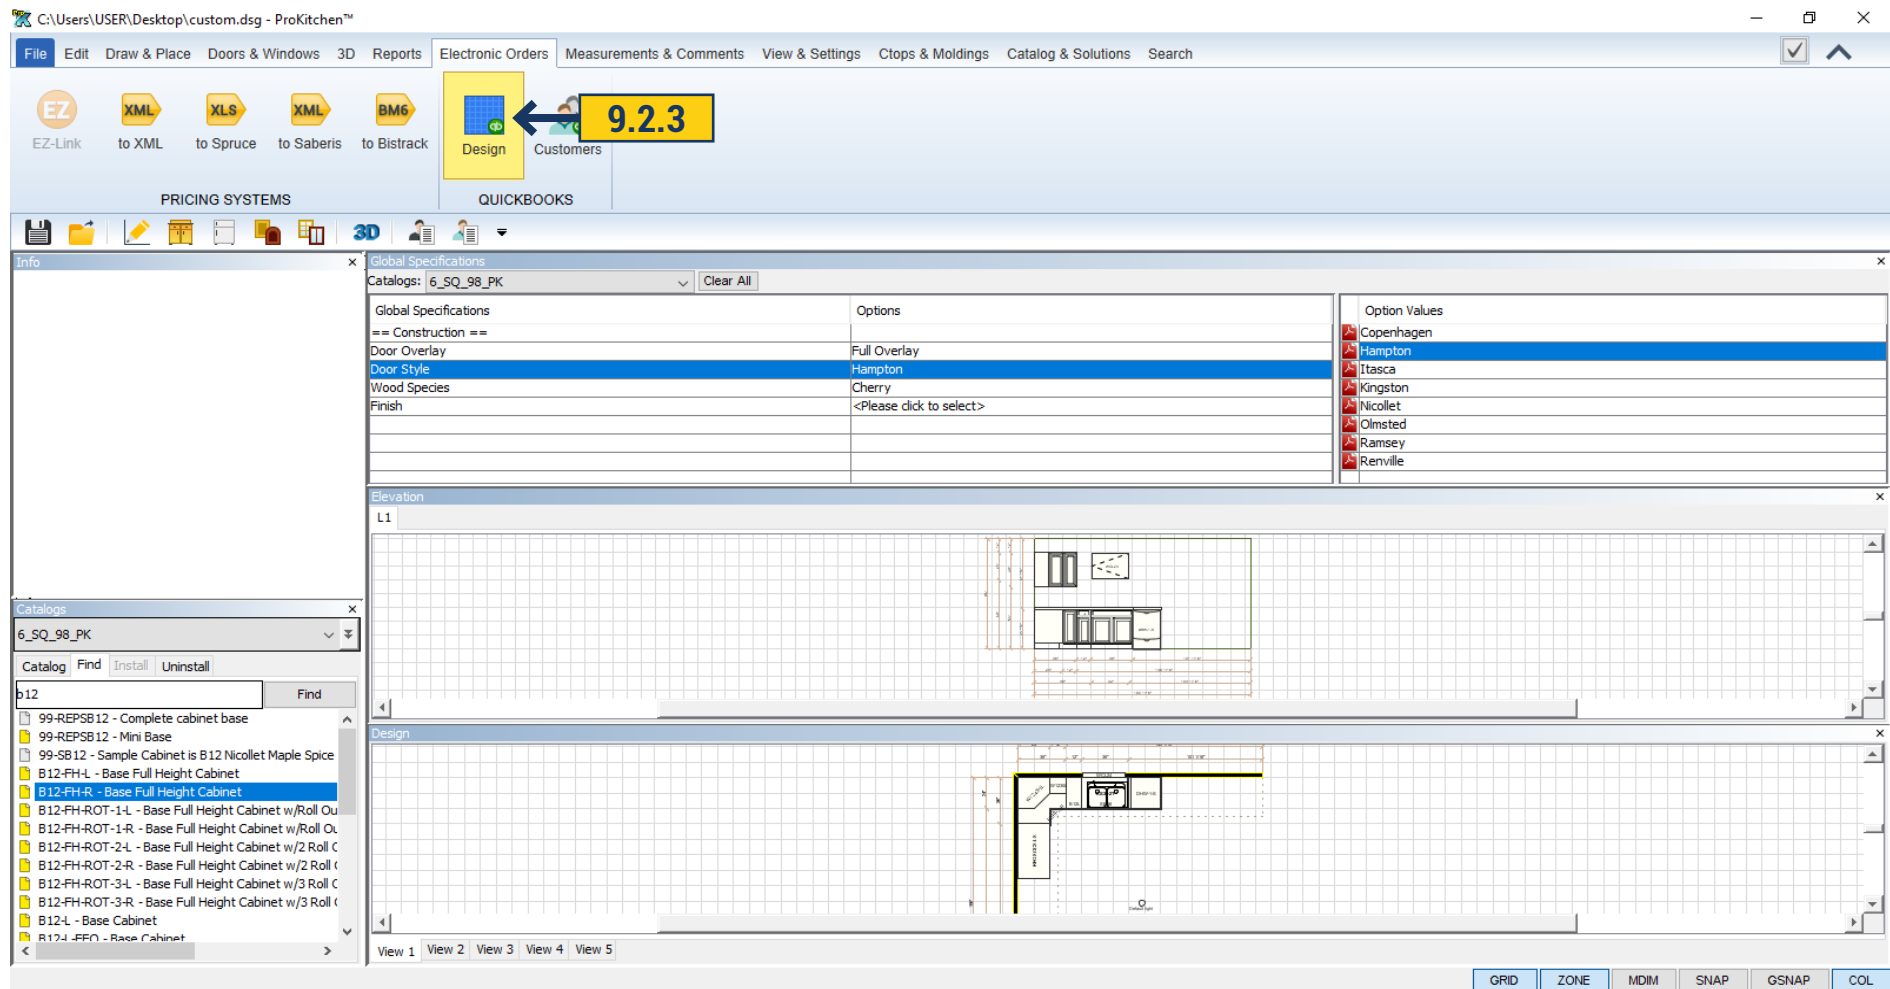 C:\Users\USER\Desktop\custom.dsg - ProKitchen™
File Edit Draw & Place Doors & Windows 3D Reports Electronic Orders Measurements & Comments View & Settings Ctops & Moldings Catalog & Solutions Search
EZ XML XLS XML BM6
9.2.3
EZ-Link to XML to Spruce to Saberis to Bistrack Design Customers
PRICING SYSTEMS QUICKBOOKS
3D
Info
Global Specifications
Catalogs: 6_SQ_98_PK Clear All
Global Specifications Options Option Values
== Construction == Copenhagen
Door Overlay Full Overlay Hampton
Door Style Hampton Itasca
Wood Species Cherry Kingston
Finish <Please click to select> Nicollet
Olmsted
Ramsey
Renville
Elevation
L1
Catalogs
6_SQ_98_PK
Catalog Find Install Uninstall
b12 Find
99-REPSB12 - Complete cabinet base
99-REPSB12 - Mini Base
99-SB12 - Sample Cabinet is B12 Nicollet Maple Spice
B12-FH-L - Base Full Height Cabinet
B12-FH-R - Base Full Height Cabinet
B12-FH-ROT-1-L - Base Full Height Cabinet w/Roll Ou
B12-FH-ROT-1-R - Base Full Height Cabinet w/Roll Ou
B12-FH-ROT-2-L - Base Full Height Cabinet w/2 Roll
B12-FH-ROT-2-R - Base Full Height Cabinet w/2 Roll
B12-FH-ROT-3-L - Base Full Height Cabinet w/3 Roll
B12-FH-ROT-3-R - Base Full Height Cabinet w/3 Roll
B12-L - Base Cabinet
B12-L-FEO - Base Cabinet
Design
View 1 View 2 View 3 View 4 View 5
GRID ZONE MDIM SNAP GSNAP COL